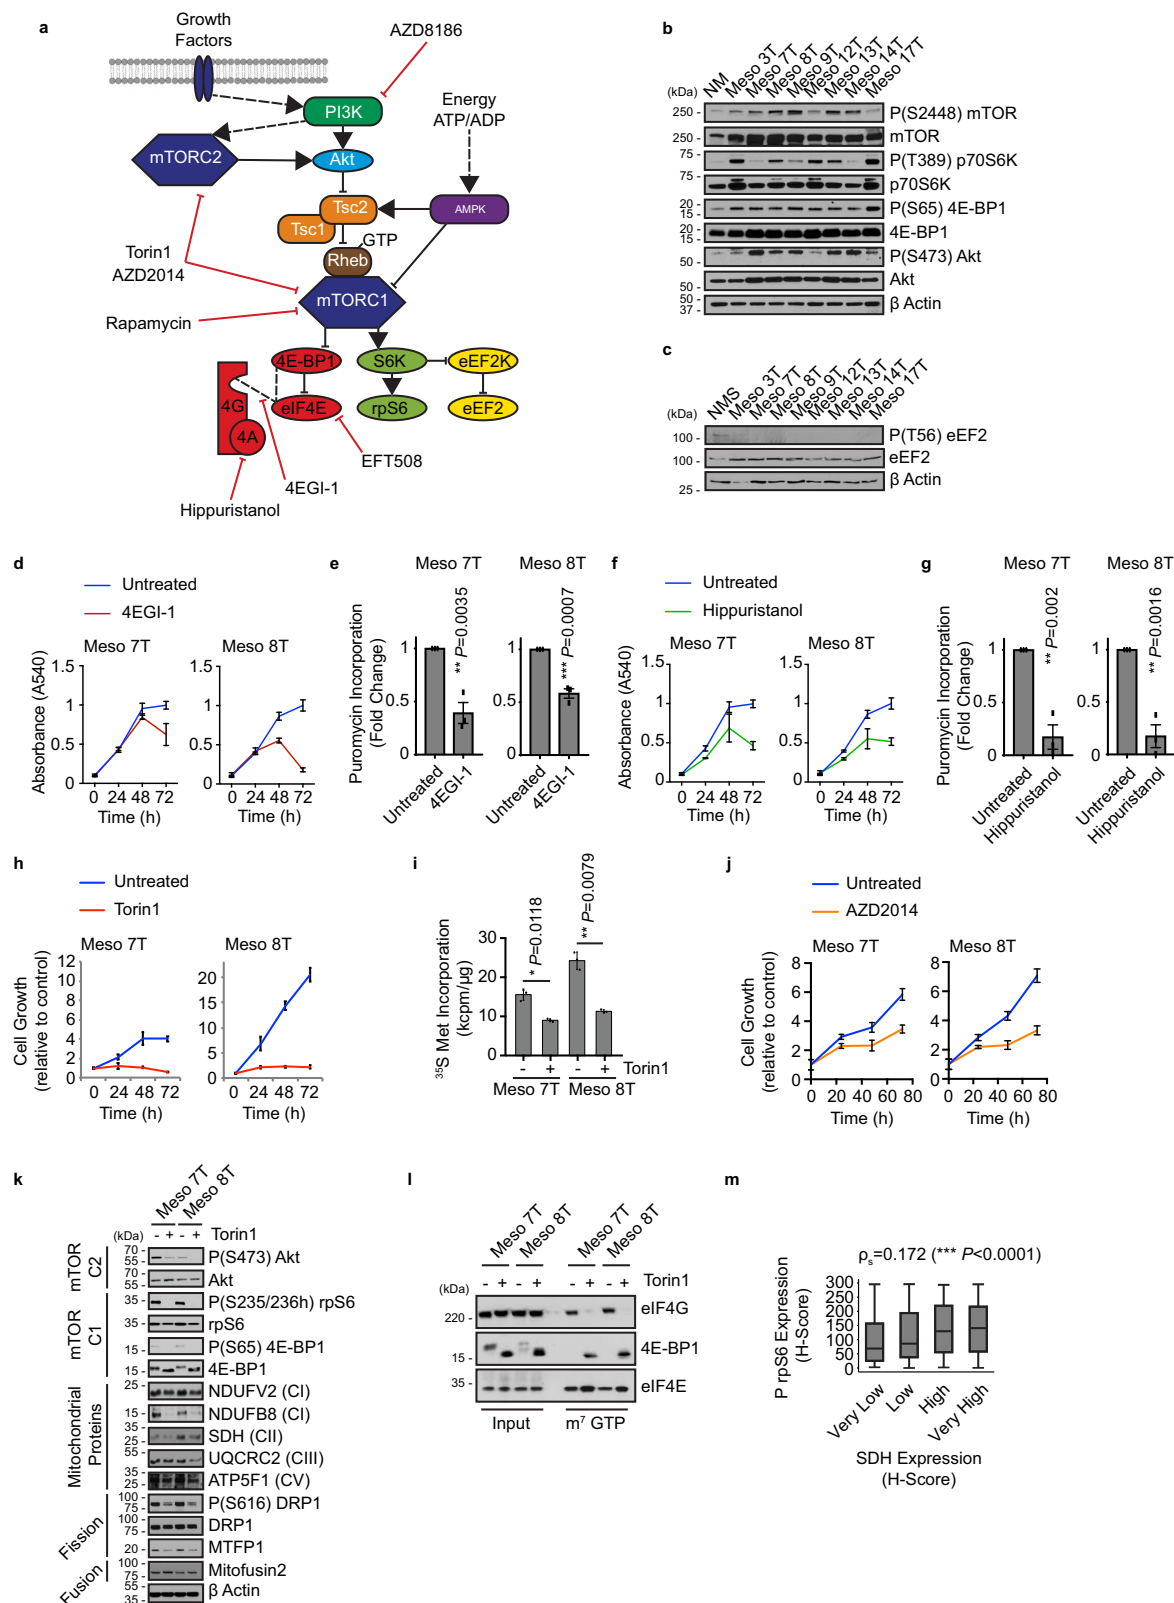 a
Growth
Factors
AZD8186
PI3K
Energy
ATP/ADP
mTORC2
Akt
Tsc2
Tsc1
AMPK
GTP
Rheb
Torin1
AZD2014
mTORC1
Rapamycin
4E-BP1
S6K
eEF2K
4G
eIF4E
rpS6
eEF2
4A
EFT508
4EGI-1
Hippuristanol
b
NM
Meso 3T
Meso 7T
Meso 8T
Meso 9T
Meso 12T
Meso 13T
Meso 14T
Meso 17T
(kDa)
250 -
P(S2448) mTOR
250 -
mTOR
75 -
P(T389) p70S6K
75 -
p70S6K
20 -
15 -
P(S65) 4E-BP1
20 -
15 -
4E-BP1
50 -
P(S473) Akt
50 -
Akt
50 -
37 -
β Actin
c
NMS
Meso 3T
Meso 7T
Meso 8T
Meso 9T
Meso 12T
Meso 13T
Meso 14T
Meso 17T
(kDa)
100 -
P(T56) eEF2
100 -
eEF2
25 -
β Actin
d
Untreated
4EGI-1
Meso 7T
Meso 8T
Absorbance (A540)
1.5
1
0.5
0
1.5
1
0.5
0
0 24 48 72
0 24 48 72
Time (h)
Time (h)
e
Meso 7T
Meso 8T
Puromycin Incorporation
(Fold Change)
1
0.5
0
** P=0.0035
1
0.5
0
*** P=0.0007
Untreated
4EGI-1
Untreated
4EGI-1
f
Untreated
Hippuristanol
Meso 7T
Meso 8T
Absorbance (A540)
1.5
1
0.5
0
1.5
1
0.5
0
0 24 48 72
0 24 48 72
Time (h)
Time (h)
g
Meso 7T
Meso 8T
Puromycin Incorporation
(Fold Change)
1
0.5
0
** P=0.002
1
0.5
0
** P=0.0016
Untreated
Hippuristanol
Untreated
Hippuristanol
h
Untreated
Torin1
Meso 7T
Meso 8T
Cell Growth
(relative to control)
12
10
8
6
4
2
0
20
15
10
5
0
0 24 48 72
0 24 48 72
Time (h)
Time (h)
i
35S Met Incorporation
(kcpm/µg)
30
20
10
0
* P=0.0118
** P=0.0079
- + - + Torin1
Meso 7T Meso 8T
j
Untreated
AZD2014
Meso 7T
Meso 8T
Cell Growth
(relative to control)
8
6
4
2
0
8
6
4
2
0
0 20 40 60 80
0 20 40 60 80
Time (h)
Time (h)
k
Meso 7T
Meso 8T
(kDa) - + - + Torin1
mTOR
C2
70 -
55 -
P(S473) Akt
70 -
55 -
Akt
mTOR
C1
35 -
P(S235/236h) rpS6
35 -
rpS6
15 -
P(S65) 4E-BP1
15 -
4E-BP1
Mitochondrial
Proteins
25 -
NDUFV2 (CI)
15 -
NDUFB8 (CI)
35 -
25 -
SDH (CII)
55 -
40 -
UQCRC2 (CIII)
35 -
25 -
ATP5F1 (CV)
Fission
100 -
75 -
P(S616) DRP1
100 -
75 -
DRP1
20 -
MTFP1
Fusion
100 -
75 -
Mitofusin2
55 -
35 -
β Actin
l
Meso 7T
Meso 8T
Meso 7T
Meso 8T
- + - + - + - + Torin1
(kDa)
220 -
eIF4G
15 -
4E-BP1
35 -
eIF4E
Input
m7 GTP
m
ρs=0.172 (*** P<0.0001)
P rpS6 Expression
(H-Score)
300
250
200
150
100
50
0
Very Low
Low
High
Very High
SDH Expression
(H-Score)